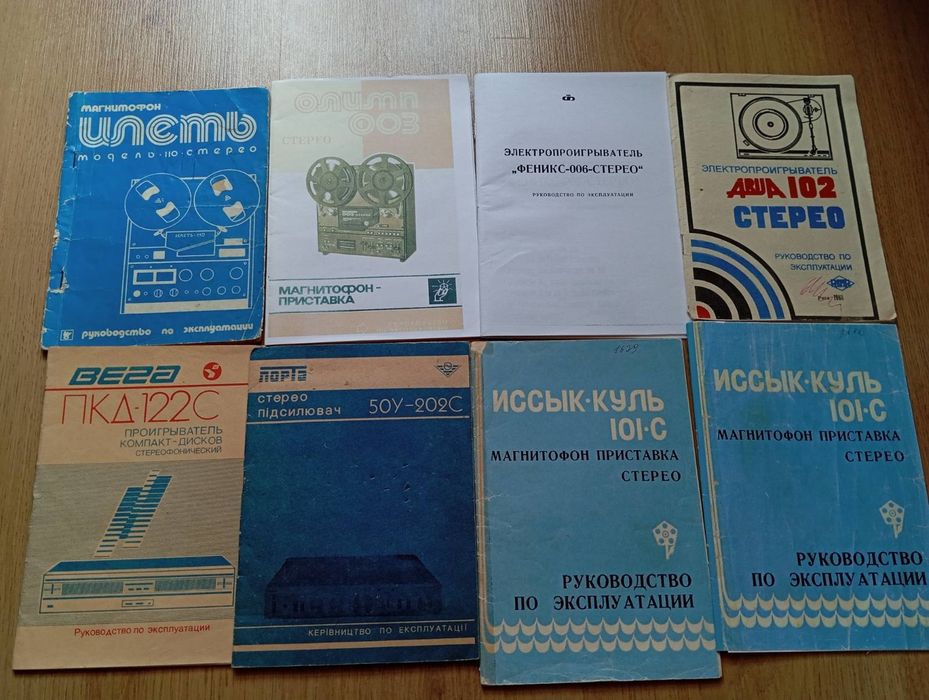 МАГНИТОФОН
ИЛЕТЬ
модель-110-стерео
ИЛЕТЬ-110
руководство по эксплуатации
ОЛИМП
003
СТЕРЕО
МАГНИТОФОН-
ПРИСТАВКА
ЭЛЕКТРОПРОИГРЫВАТЕЛЬ
„ФЕНИКС-006-СТЕРЕО“
РУКОВОДСТВО ПО ЭКСПЛУАТАЦИИ
ЭЛЕКТРОПРОИГРЫВАТЕЛЬ
102
СТЕРЕО
РУКОВОДСТВО ПО
ЭКСПЛУАТАЦИИ
ВЕГА
ПКД-122С
ПРОИГРЫВАТЕЛЬ
КОМПАКТ-ДИСКОВ
СТЕРЕОФОНИЧЕСКИЙ
Руководство по эксплуатации
ПОРТА
стерео
підсилювач 50У-202С
КЕРІВНИЦТВО ПО ЕКСПЛУАТАЦІЇ
1629
ИССЫК-КУЛЬ
101-С
МАГНИТОФОН ПРИСТАВКА
СТЕРЕО
РУКОВОДСТВО
ПО ЭКСПЛУАТАЦИИ
ИССЫК-КУЛЬ
101-С
МАГНИТОФОН ПРИСТАВКА
СТЕРЕО
РУКОВОДСТВО
ПО ЭКСПЛУАТАЦИИ